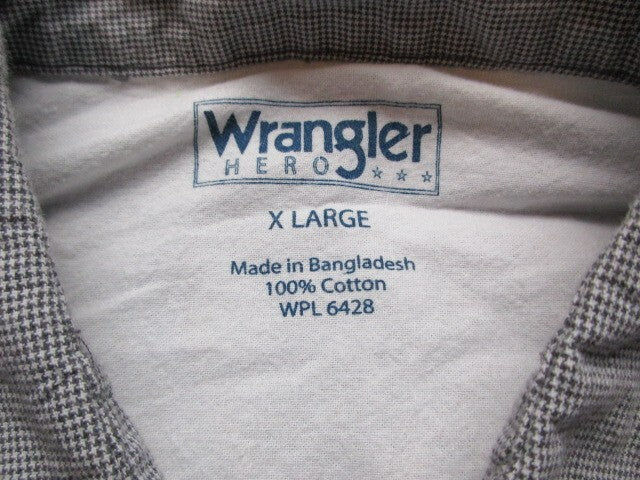 Wrangler
HERO
X LARGE
Made in Bangladesh
100% Cotton
WPL 6428